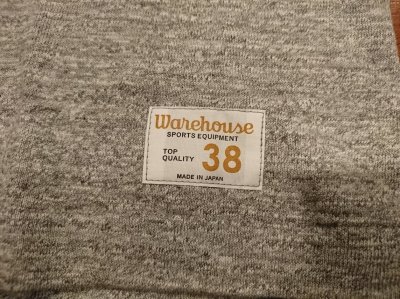 Warehouse
SPORTS EQUIPMENT
TOP QUALITY 38
MADE IN JAPAN